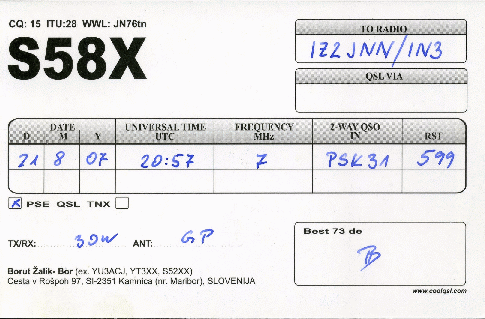 CQ: 15 ITU:28 WWL: JN76tn
S58X
TO RADIO
IZ2JNN/IN3
QSL VIA
DATE UNIVERSAL TIME FREQUENCY 2-WAY QSO
D M Y UTC MHz IN RST
21 8 07 20:57 7 PSK31 599
X PSE QSL TNX
TX/RX: 30W ANT: GP
Best 73 de
B
Borut Žalik- Bor (ex. YU3ACJ, YT3XX, S52XX)
Cesta v Rošpoh 97, SI-2351 Kamnica (nr. Maribor), SLOVENIJA
www.coolqsl.com